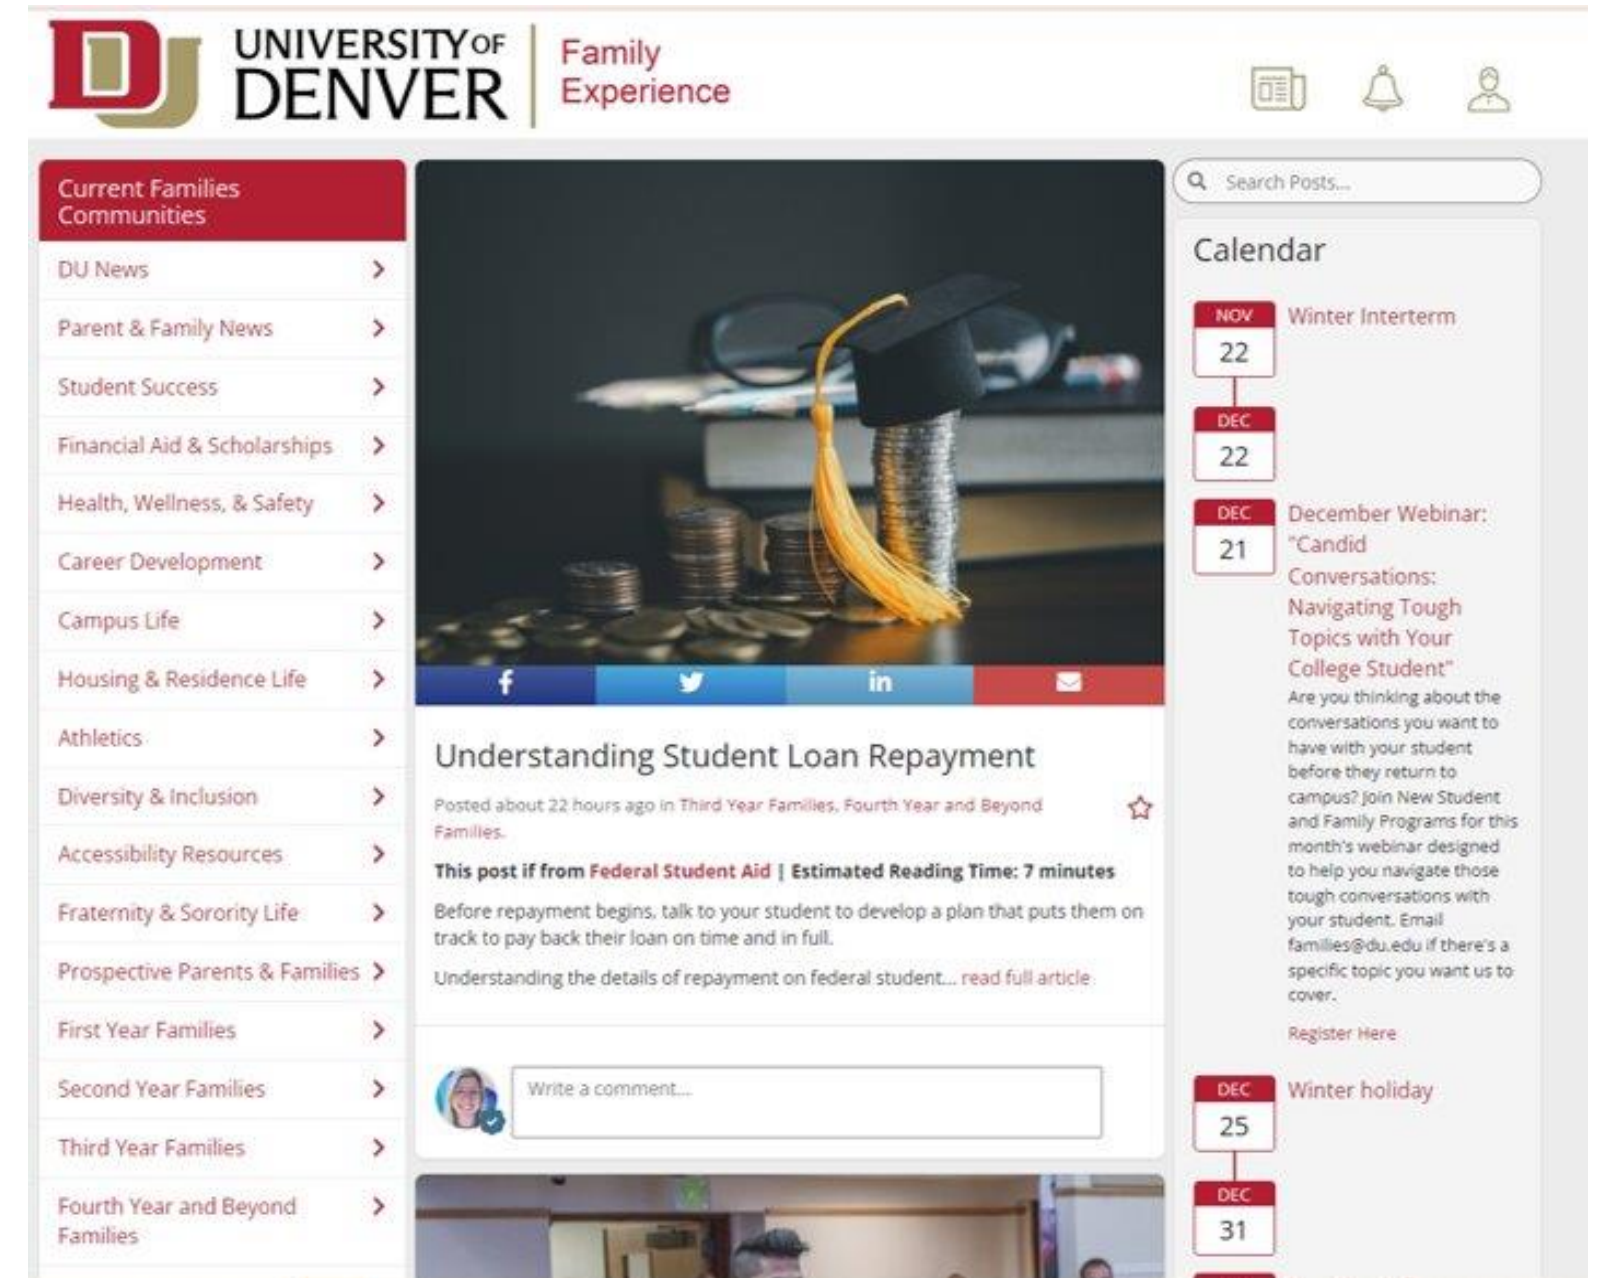 DU
UNIVERSITY OF
DENVER
Family
Experience
Current Families
Communities
DU News
Parent & Family News
Student Success
Financial Aid & Scholarships
Health, Wellness, & Safety
Career Development
Campus Life
Housing & Residence Life
Athletics
Diversity & Inclusion
Accessibility Resources
Fraternity & Sorority Life
Prospective Parents & Families
First Year Families
Second Year Families
Third Year Families
Fourth Year and Beyond
Families
f
in
Understanding Student Loan Repayment
Posted about 22 hours ago in Third Year Families, Fourth Year and Beyond
Families.
This post if from Federal Student Aid | Estimated Reading Time: 7 minutes
Before repayment begins, talk to your student to develop a plan that puts them on
track to pay back their loan on time and in full.
Understanding the details of repayment on federal student... read full article
Write a comment...
Search Posts...
Calendar
NOV
22
Winter Interterm
DEC
22
DEC
21
December Webinar:
"Candid
Conversations:
Navigating Tough
Topics with Your
College Student"
Are you thinking about the
conversations you want to
have with your student
before they return to
campus? Join New Student
and Family Programs for this
month's webinar designed
to help you navigate those
tough conversations with
your student. Email
families@du.edu if there's a
specific topic you want us to
cover.
Register Here
DEC
25
Winter holiday
DEC
31